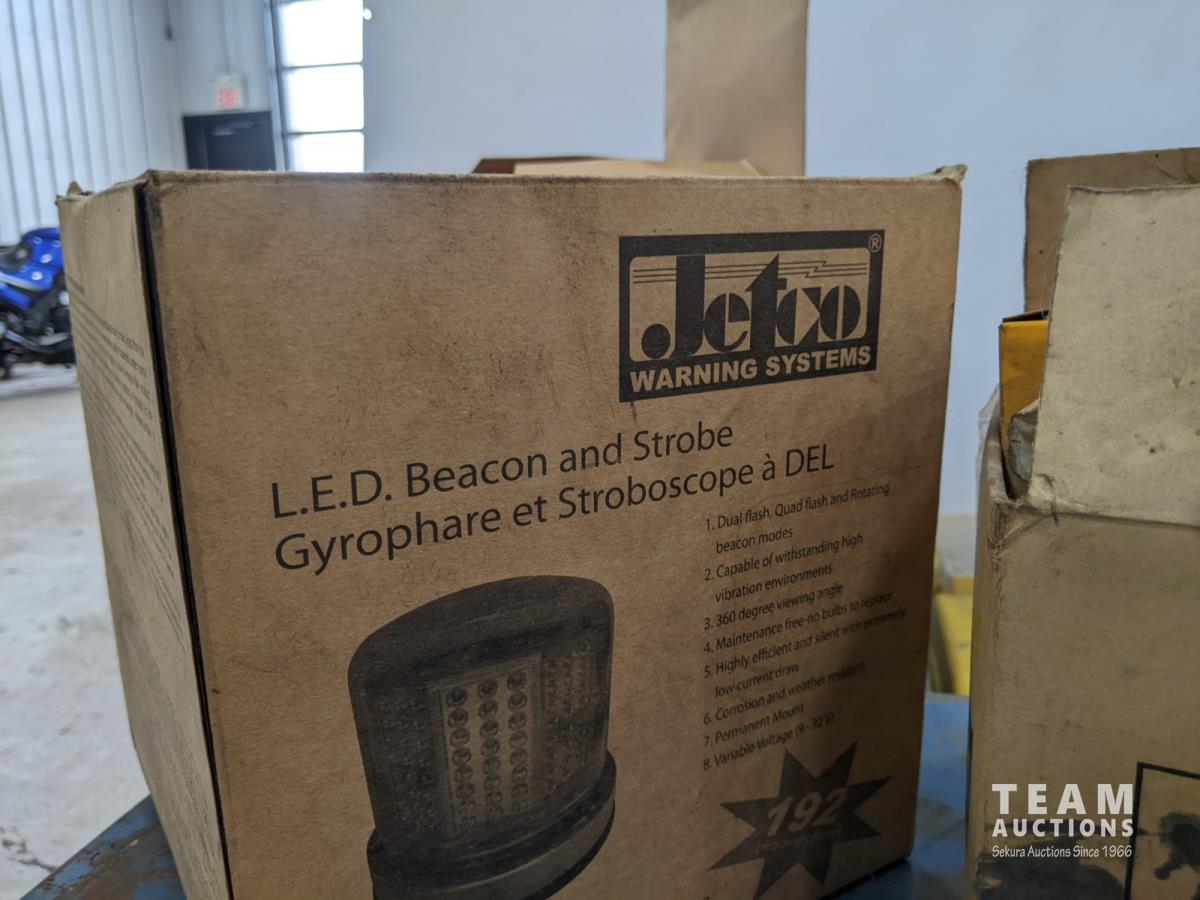 EXIT
Jetco®
WARNING SYSTEMS
L.E.D. Beacon and Strobe
Gyrophare et Stroboscope à DEL
1. Dual flash, Quad flash and Rotating
beacon modes
2. Capable of withstanding high
vibration environments
3. 360 degree viewing angle
4. Maintenance free-no bulbs to replace
5. Highly efficient and silent with extremely
low current draw
6. Corrosion and weather resistant
7. Permanent Mount
8. Variable Voltage (9 - 32 V)
192
TEAM
AUCTIONS
Sekura Auctions Since 1966